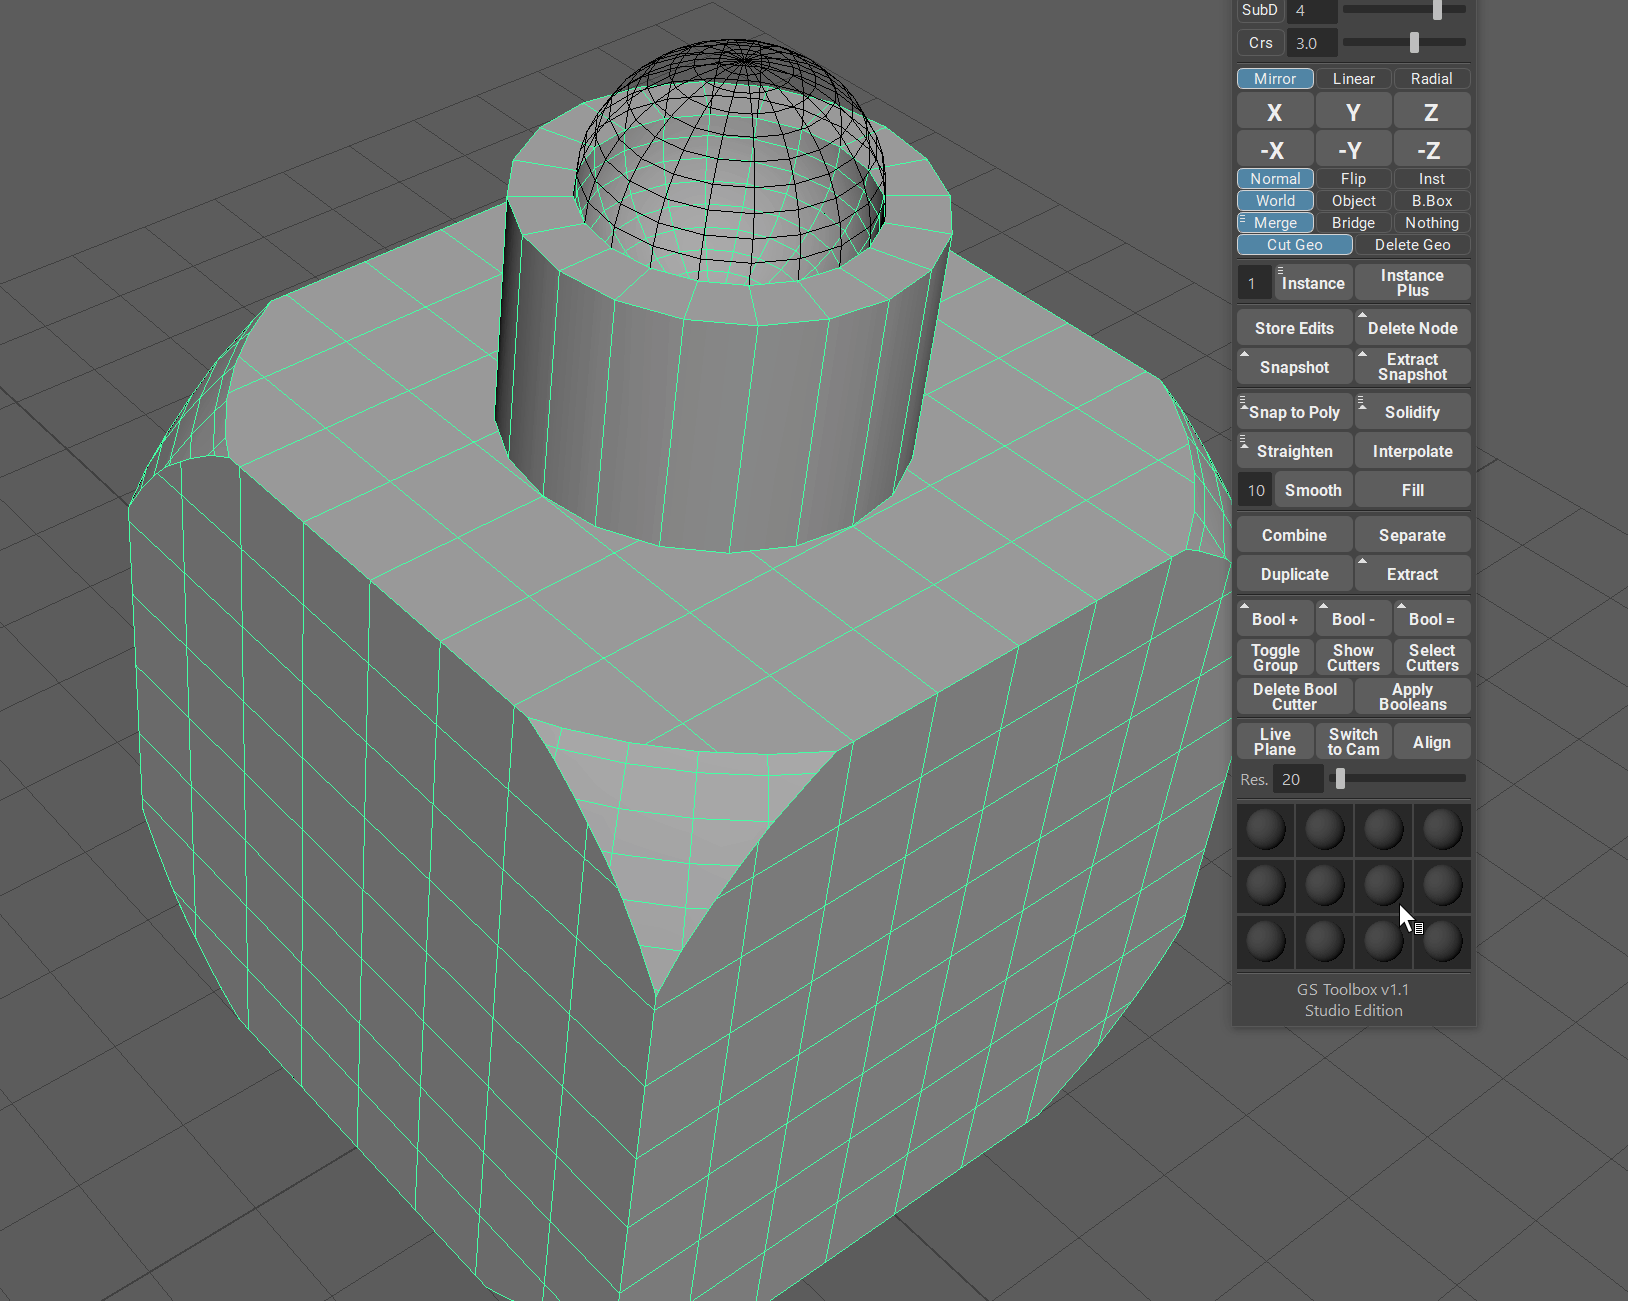 SubD 4
Crs 3.0
Mirror Linear Radial
X Y Z
-X -Y -Z
Normal Flip Inst
World Object B.Box
Merge Bridge Nothing
Cut Geo Delete Geo
1 Instance Instance
Plus
Store Edits Delete Node
Snapshot Extract
Snapshot
Snap to Poly Solidify
Straighten Interpolate
10 Smooth Fill
Combine Separate
Duplicate Extract
Bool + Bool - Bool =
Toggle Show Select
Group Cutters Cutters
Delete Bool Apply
Cutter Booleans
Live Switch Align
Plane to Cam
Res. 20
GS Toolbox v1.1
Studio Edition